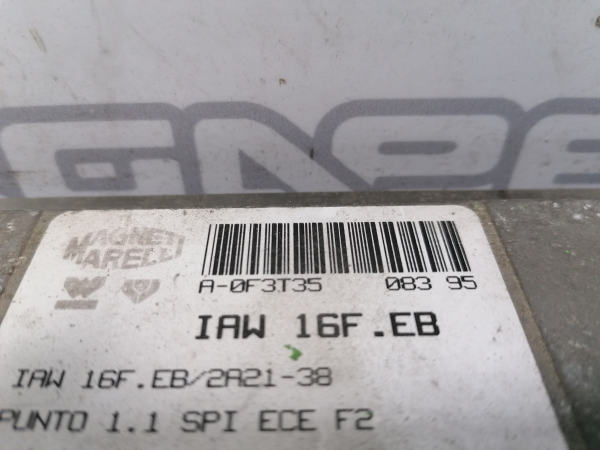 MAGNETI
MARELLI
A-0F3T35 083 95
IAW 16F.EB
IAW 16F.EB/2A21-38
PUNTO 1.1 SPI ECE F2